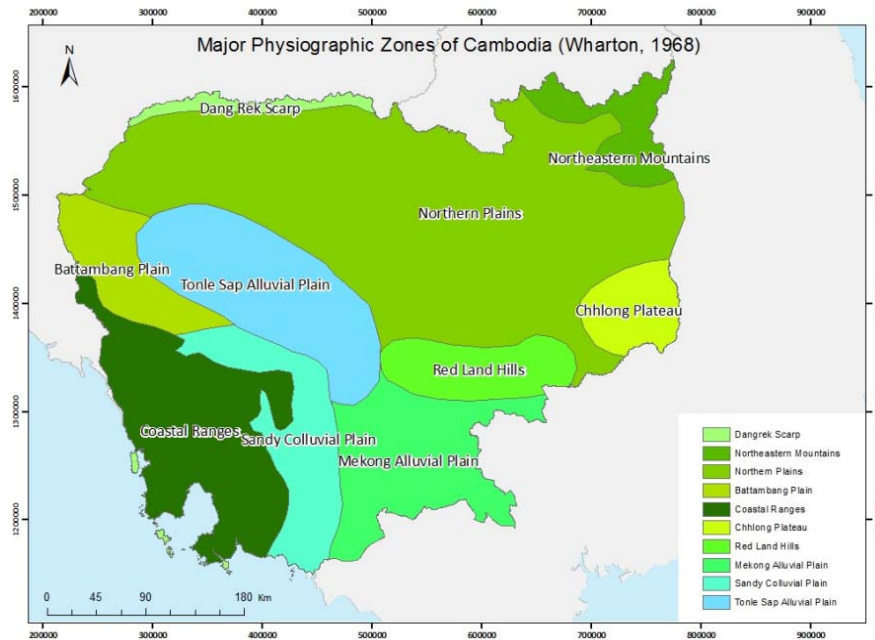 200000 300000 400000 500000 600000 700000 800000 900000
Major Physiographic Zones of Cambodia (Wharton, 1968)
N
1600000
Dang Rek Scarp
Northeastern Mountains
1500000
Northern Plains
Battambang Plain
Tonle Sap Alluvial Plain
1400000
Chhlong Plateau
Red Land Hills
1300000
Coastal Ranges
Sandy Colluvial Plain
Mekong Alluvial Plain
1200000
Dangrek Scarp
Northeastern Mountains
Northern Plains
Battambang Plain
Coastal Ranges
Chhlong Plateau
Red Land Hills
Mekong Alluvial Plain
Sandy Colluvial Plain
Tonle Sap Alluvial Plain
0 45 90 180 Km
200000 300000 400000 500000 600000 700000 800000 900000